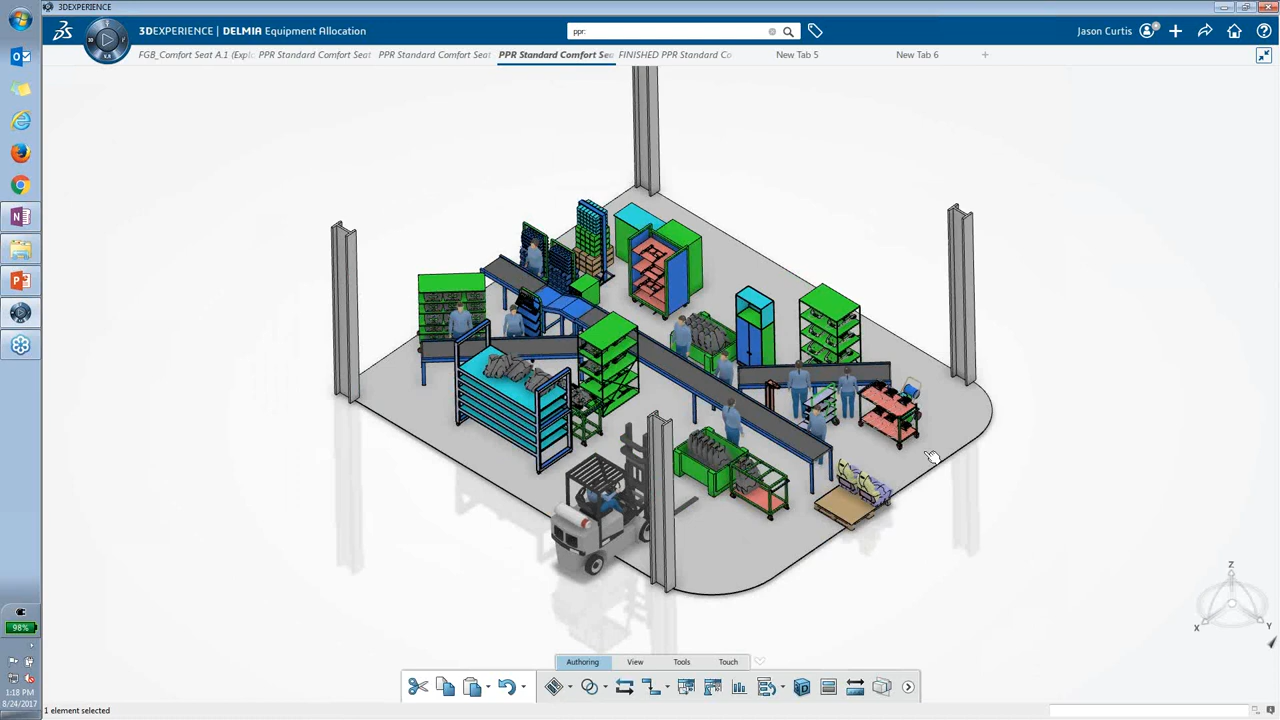 3DEXPERIENCE
3DEXPERIENCE | DELMIA Equipment Allocation
ppr:
Jason Curtis
FGB_Comfort Seat A.1 (Expl
PPR Standard Comfort Seat
PPR Standard Comfort Seat
PPR Standard Comfort Sea
FINISHED PPR Standard Co
New Tab 5
New Tab 6
Z
X
Y
Authoring
View
Tools
Touch
98%
1:18 PM
8/24/2017
1 element selected